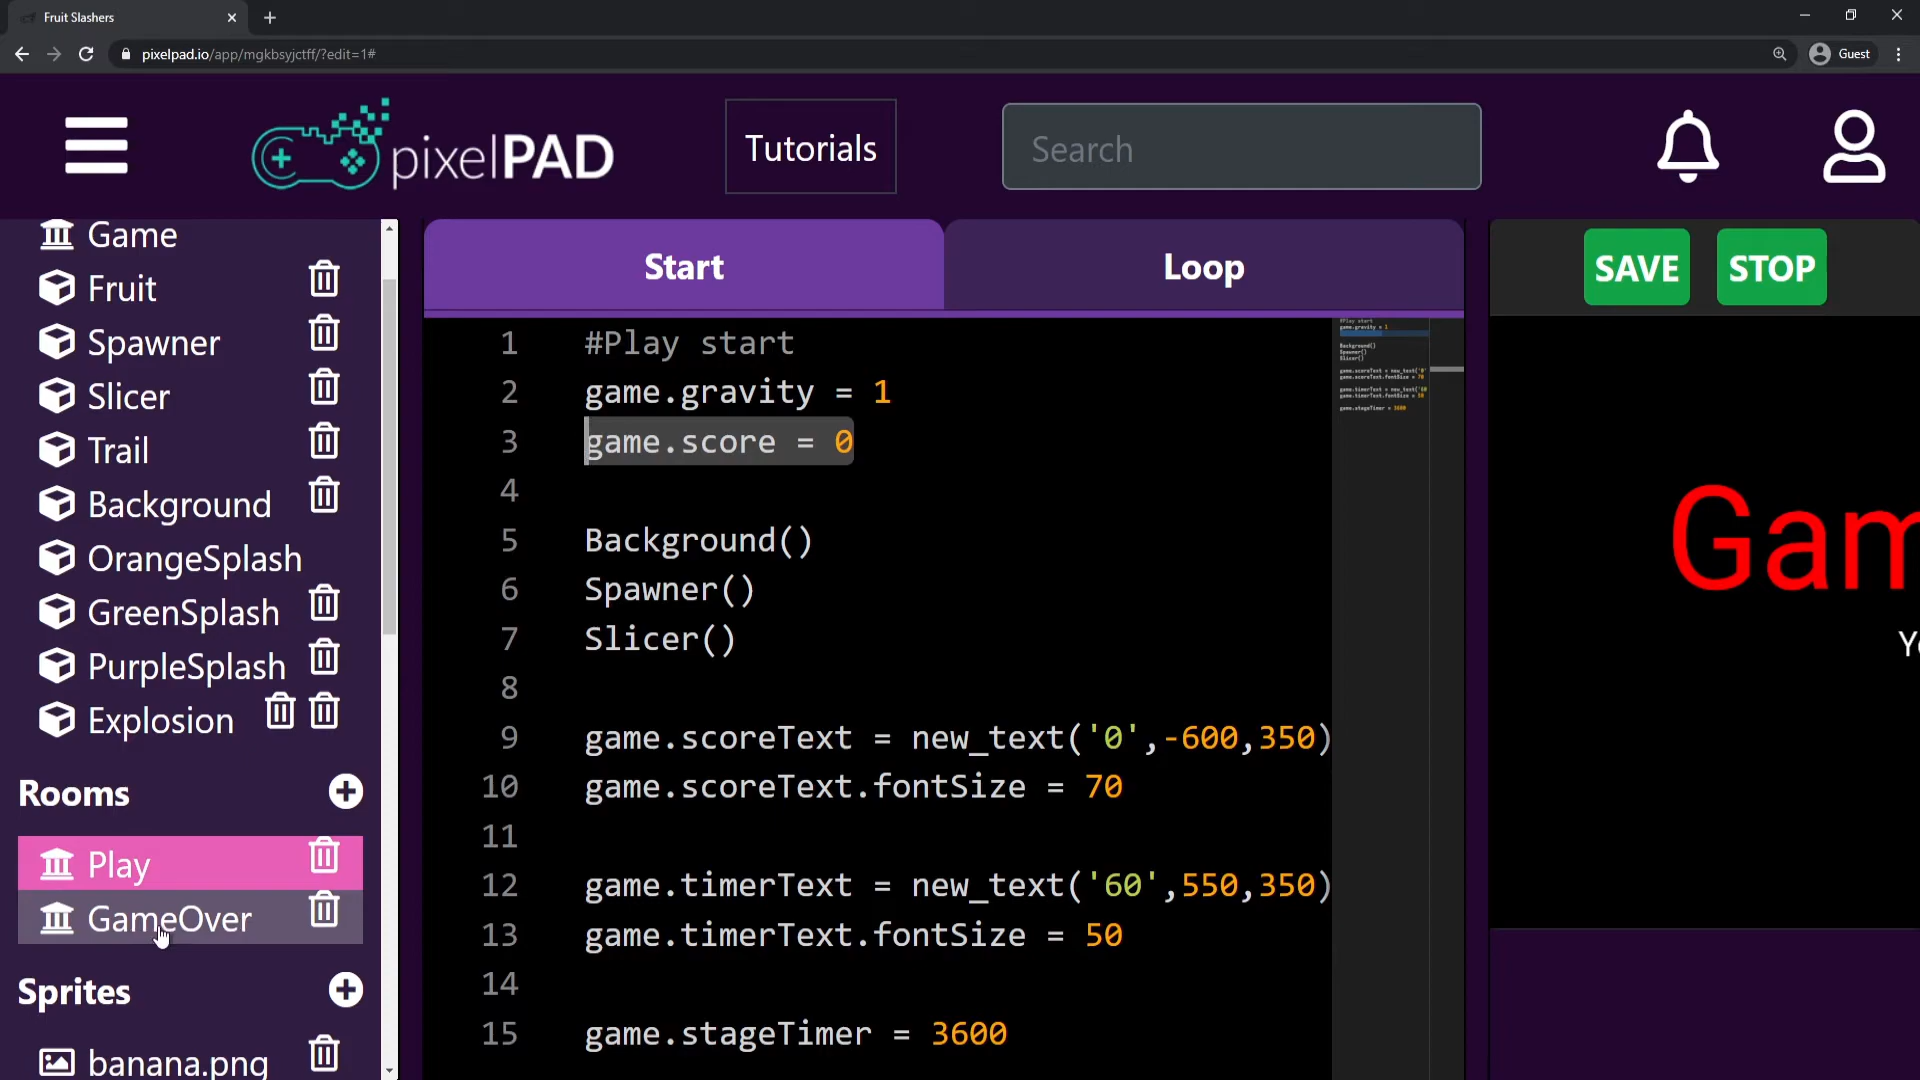 Fruit Slashers
pixelpad.io/app/mgkbsyjctff/?edit=1#
Guest
pixelPAD
Tutorials
Search
Game
Fruit
Spawner
Slicer
Trail
Background
OrangeSplash
GreenSplash
PurpleSplash
Explosion
Rooms
Play
GameOver
Sprites
banana.png
Start
Loop
1 #Play start
2 game.gravity = 1
3 game.score = 0
4
5 Background()
6 Spawner()
7 Slicer()
8
9 game.scoreText = new_text('0',-600,350)
10 game.scoreText.fontSize = 70
11
12 game.timerText = new_text('60',550,350)
13 game.timerText.fontSize = 50
14
15 game.stageTimer = 3600
SAVE
STOP
Gam